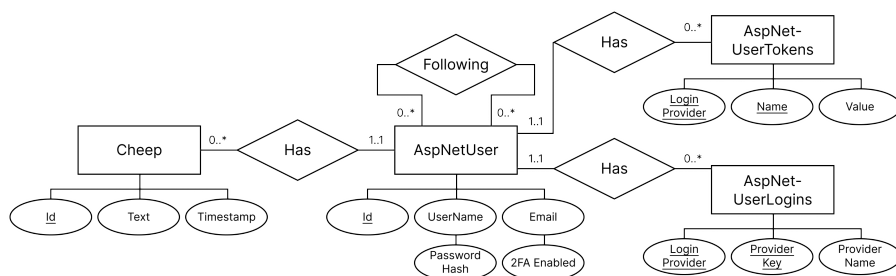 AspNet-
UserTokens
0..*
Has
Login
Provider
Name
Value
Following
0..*
0..*
1..1
Cheep
0..*
Has
1..1
AspNetUser
1..1
Has
0..*
AspNet-
UserLogins
Id
Text
Timestamp
Id
UserName
Email
Password
Hash
2FA Enabled
Login
Provider
Provider
Key
Provider
Name